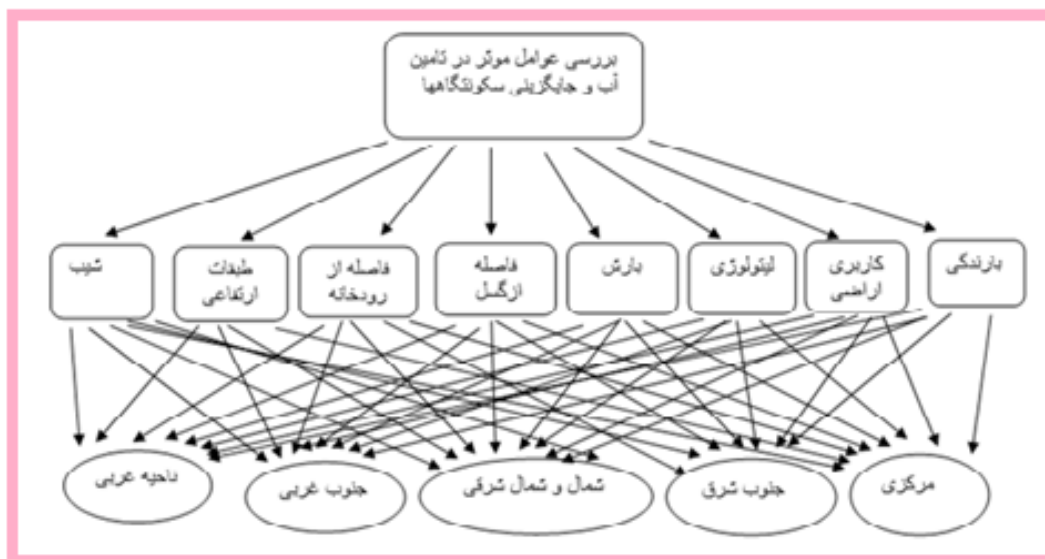 بررسی عوامل موثر در تامین
آب و جایگزینی سکونتگاهها
بارندگی
کاربری
اراضی
لیتولوژی
بارش
فاصله
ازگسل
فاصله از
رودخانه
طبقات
ارتفاعی
شیب
مرکزی
جنوب شرق
شمال و شمال شرقی
جنوب غربی
ناحیه غربی